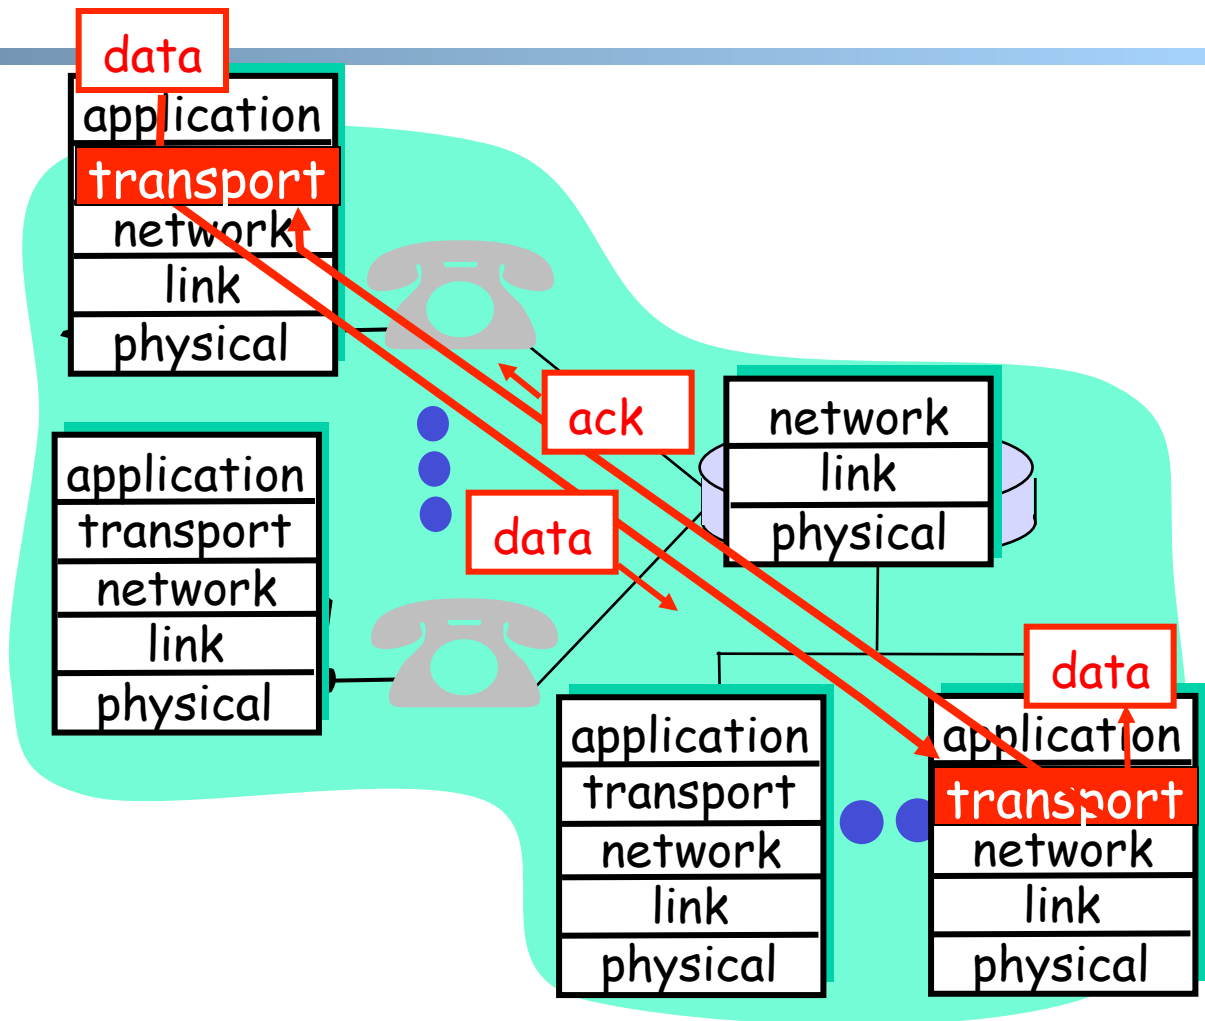 data
application
transport
network
link
physical
ack
network
link
physical
application
transport
network
link
physical
data
data
application
transport
network
link
physical
application
transport
network
link
physical